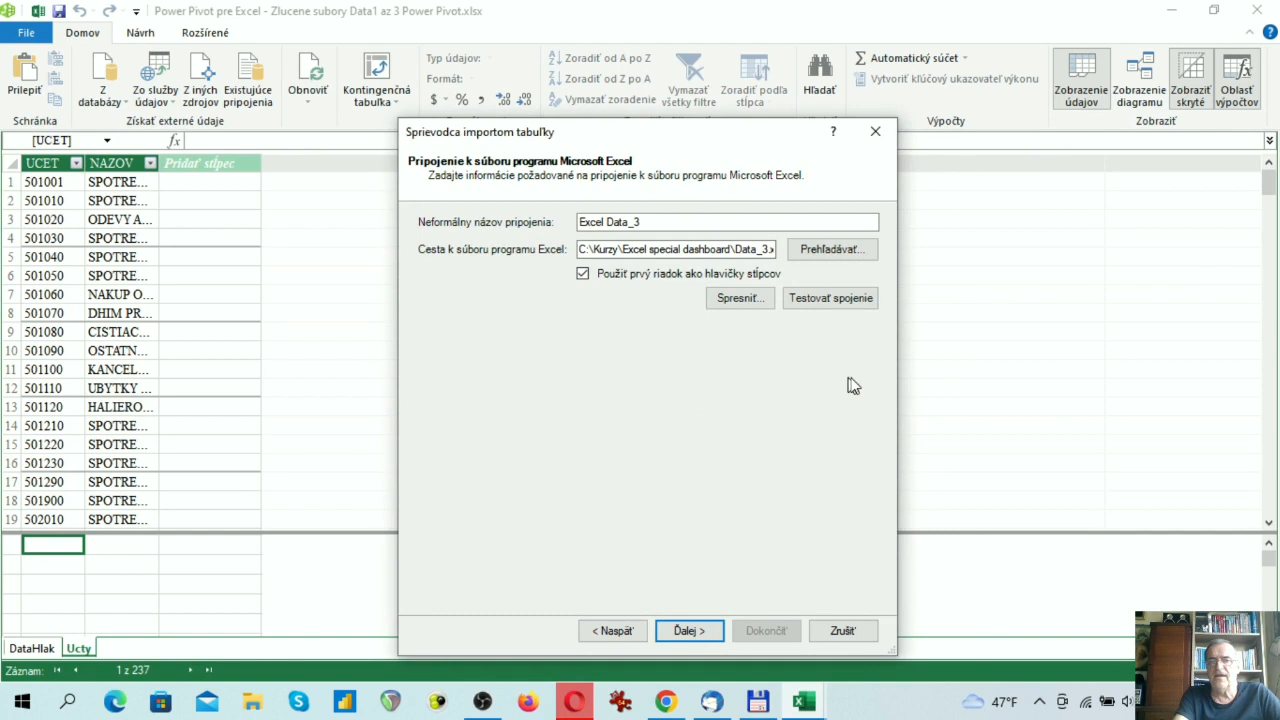 Power Pivot pre Excel - Zlucene subory Data1 az 3 Power Pivot.xlsx
File
Domov
Návrh
Rozšírené
Prilepiť
Z databázy
Zo služby údajov
Z iných zdrojov
Existujúce pripojenia
Obnoviť
Kontingenčná tabuľka
Typ údajov:
Formát:
$ % ,
Zoradiť od A po Z
Zoradiť od Z po A
Vymazať zoradenie
Vymazať všetky filtre
Zoradiť podľa stĺpca
Hľadať
Automatický súčet
Vytvoriť kľúčový ukazovateľ výkonu
Zobrazenie údajov
Zobrazenie diagramu
Zobraziť skryté
Oblasť výpočtov
Schránka
Získať externé údaje
Výpočty
Zobraziť
[UCET]
fx
UCET NAZOV Pridať stĺpec
1 501001 SPOTRE...
2 501010 SPOTRE...
3 501020 ODEVY A...
4 501030 SPOTRE...
5 501040 SPOTRE...
6 501050 SPOTRE...
7 501060 NAKUP O...
8 501070 DHIM PR...
9 501080 CISTIAC...
10 501090 OSTATN...
11 501100 KANCEL...
12 501110 UBYTKY ...
13 501120 HALIERO...
14 501210 SPOTRE...
15 501220 SPOTRE...
16 501230 SPOTRE...
17 501290 SPOTRE...
18 501900 SPOTRE...
19 502010 SPOTRE...
Sprievodca importom tabuľky
?
Pripojenie k súboru programu Microsoft Excel
Zadajte informácie požadované na pripojenie k súboru programu Microsoft Excel.
Neformálny názov pripojenia: Excel Data_3
Cesta k súboru programu Excel: C:\Kurzy\Excel special dashboard\Data_3.x Prehľadávať...
Použiť prvý riadok ako hlavičky stĺpcov
Spresniť... Testovať spojenie
< Naspäť Ďalej > Dokončiť Zrušiť
DataHlak Ucty
Záznam: 1 z 237
47°F